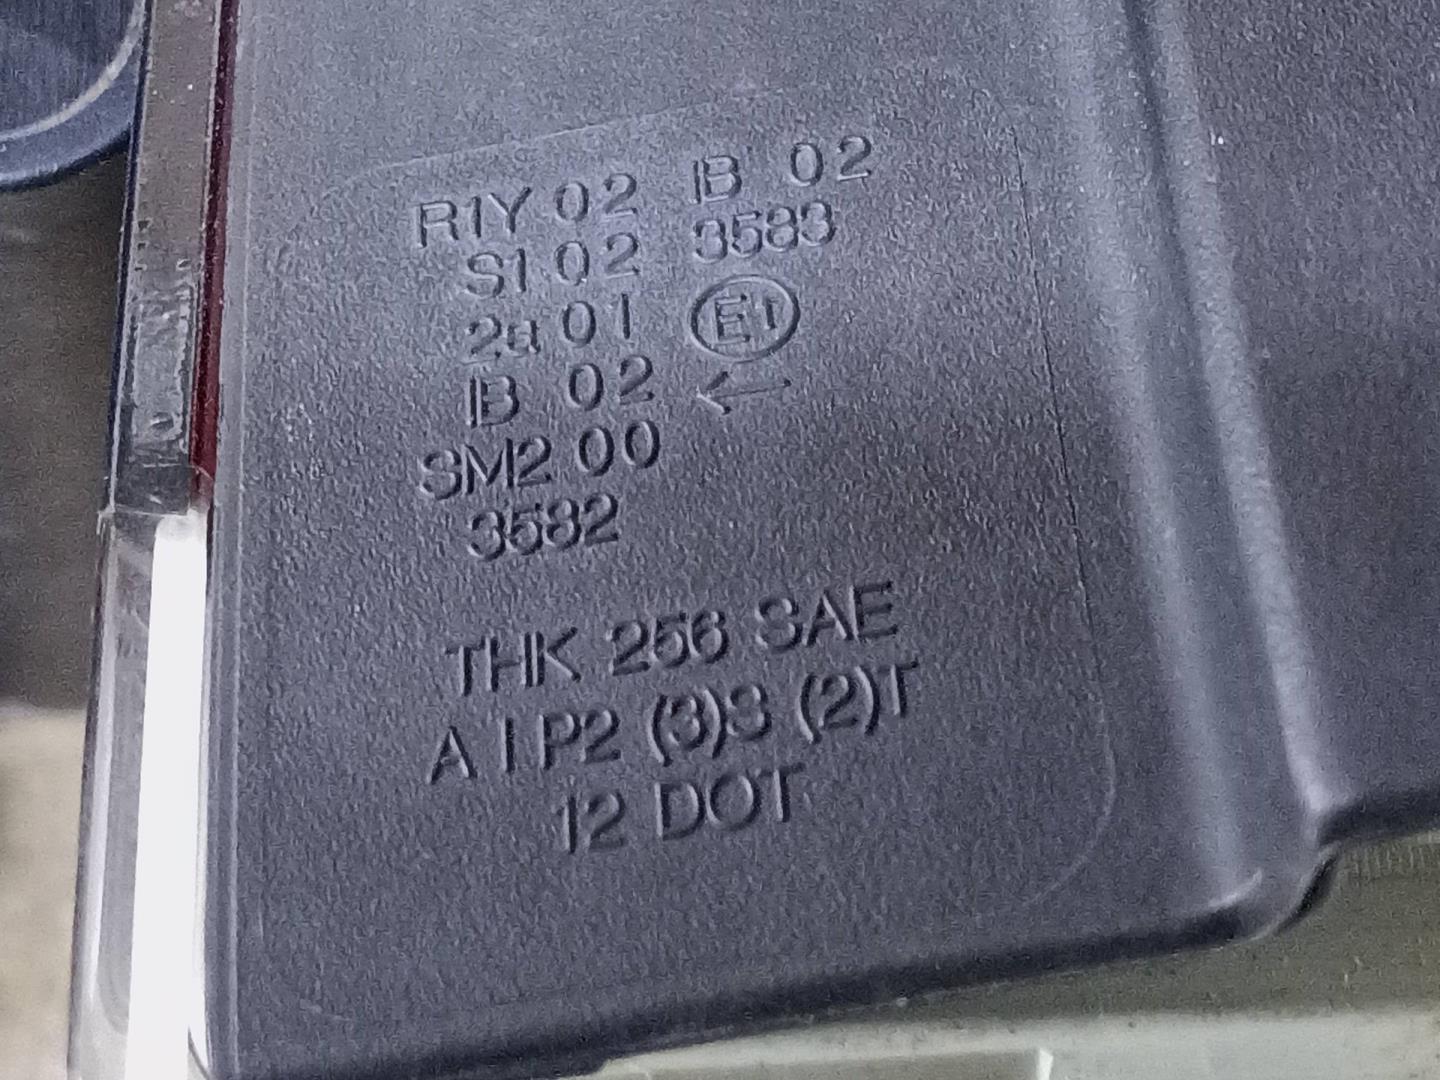 R1Y 02 IB 02
S1 02 3583
2a 01 E1
IB 02 ←
SM2 00
3582
THK 256 SAE
A I P2 (3)S (2)T
12 DOT